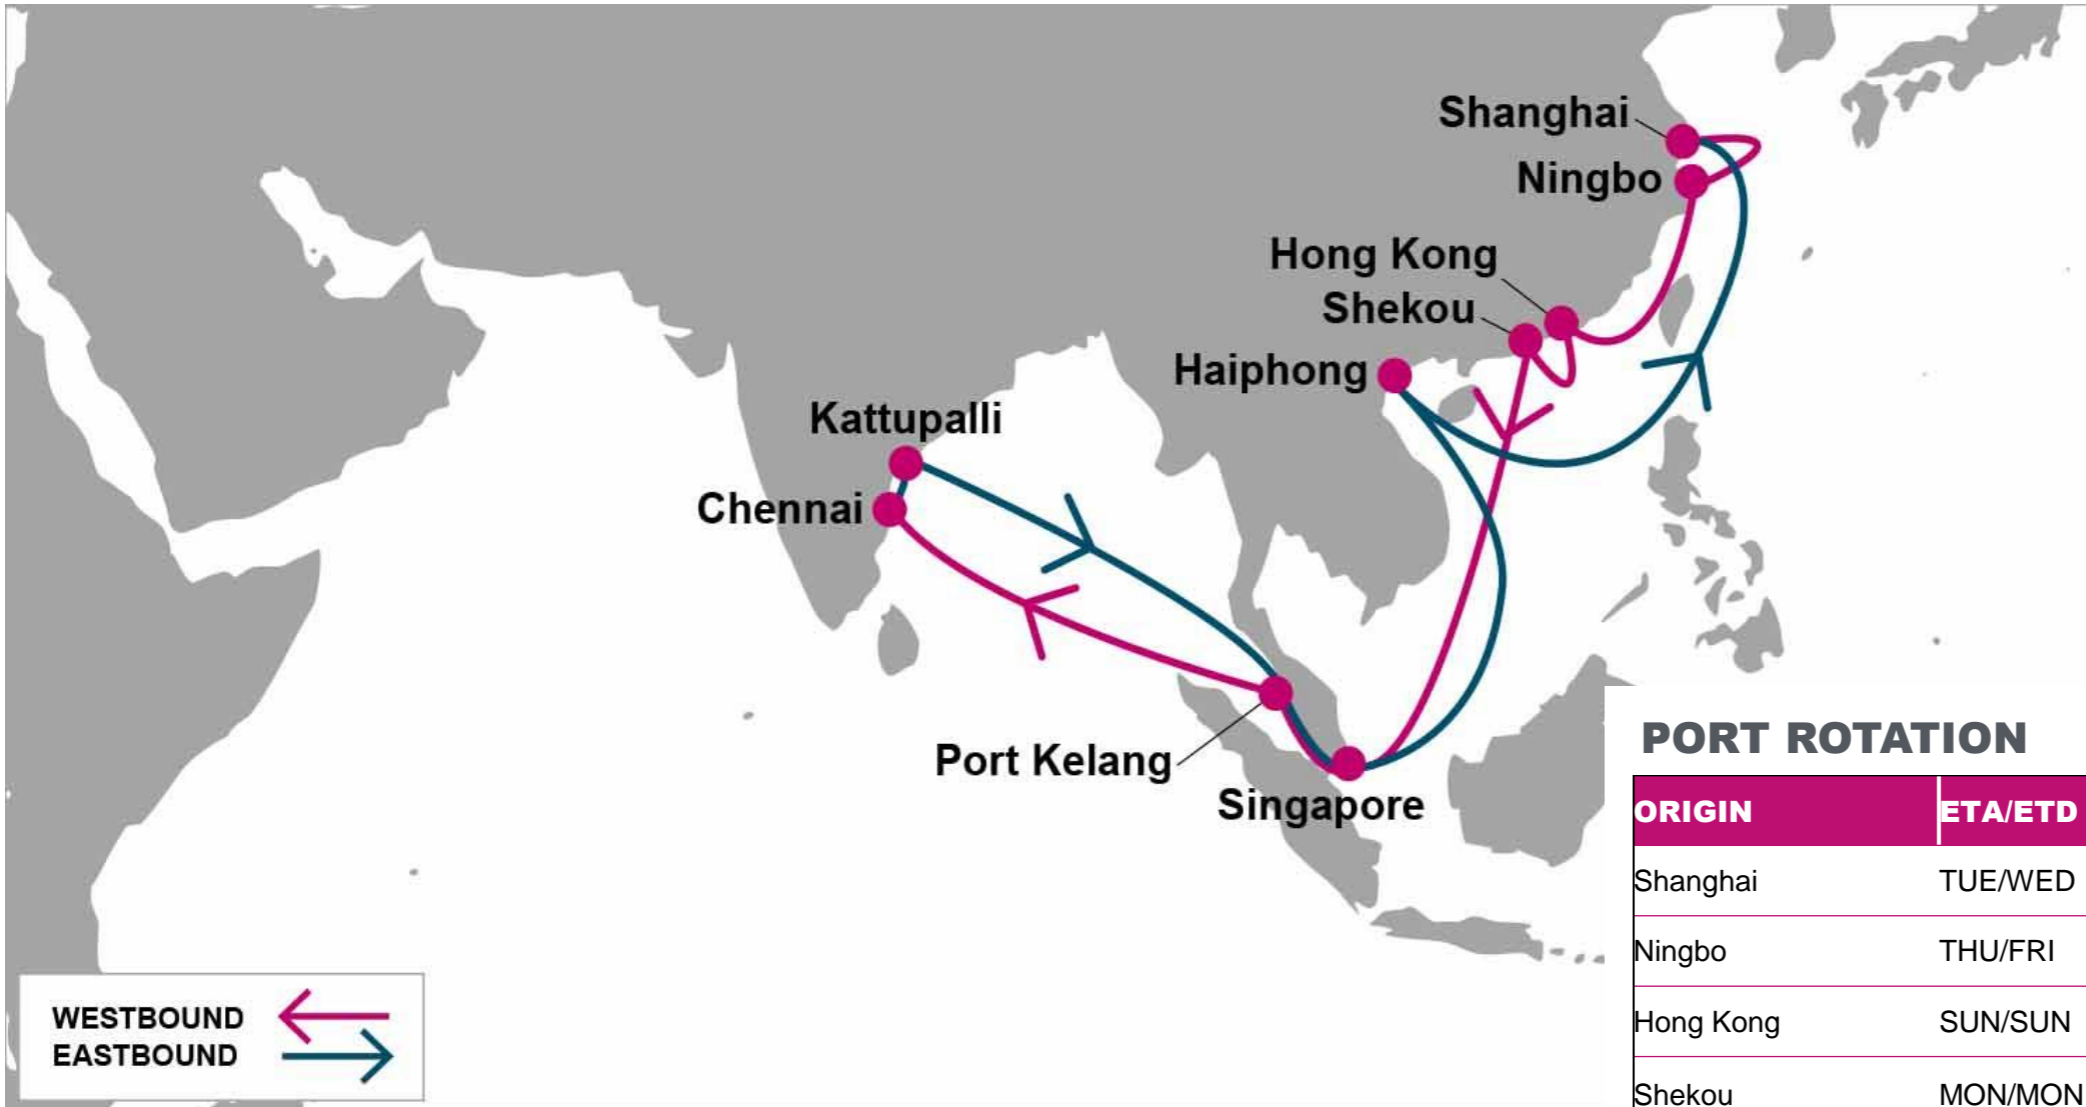 Shanghai
Ningbo
Hong Kong
Shekou
Haiphong
Kattupalli
Chennai
Port Kelang
Singapore
WESTBOUND
EASTBOUND
PORT ROTATION
ORIGIN ETA/ETD
Shanghai TUE/WED
Ningbo THU/FRI
Hong Kong SUN/SUN
Shekou MON/MON